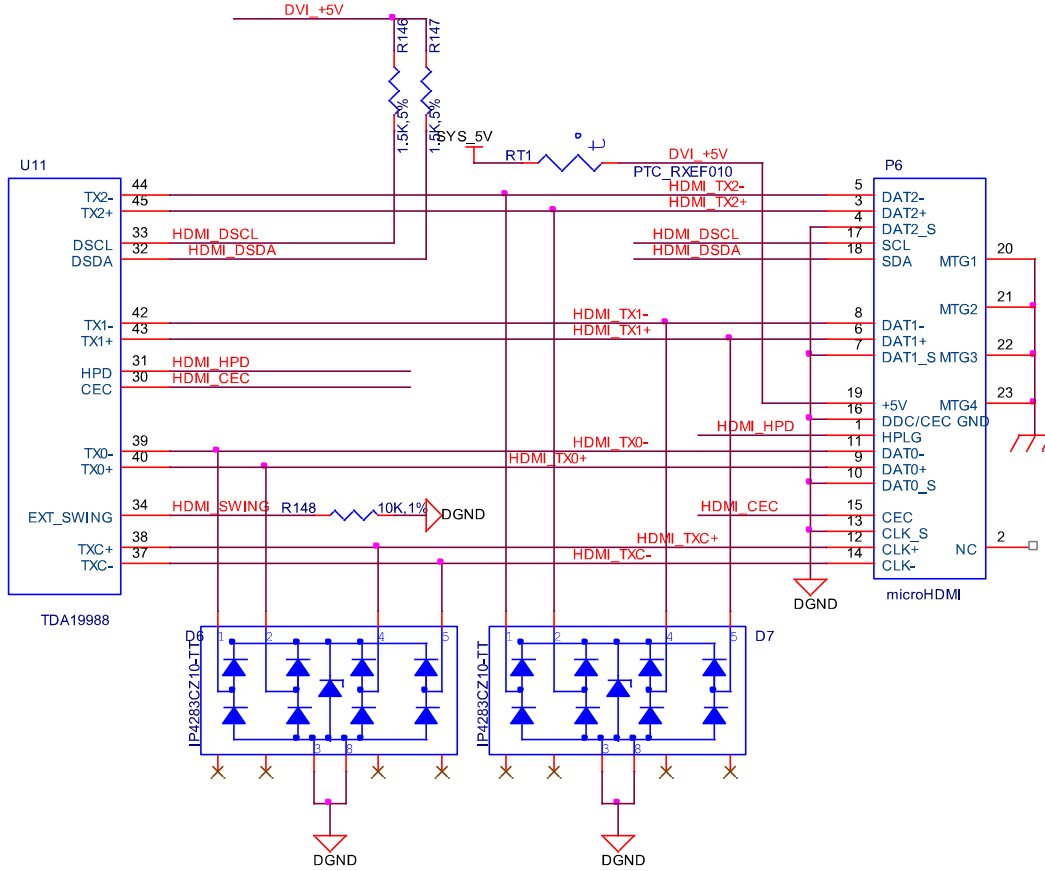 DVI_+5V
R146
R147
1.5K,5%
1.5K,5%
SYS_5V
RT1
t
DVI_+5V
PTC_RXEF010
U11
P6
44
TX2-
HDMI_TX2-
5
DAT2-
45
TX2+
HDMI_TX2+
3
DAT2+
4
DAT2_S
33
DSCL
HDMI_DSCL
HDMI_DSCL
17
SCL
32
DSDA
HDMI_DSDA
HDMI_DSDA
18
SDA
MTG1
20
MTG2
21
42
TX1-
HDMI_TX1-
8
DAT1-
43
TX1+
HDMI_TX1+
6
DAT1+
7
DAT1_S
MTG3
22
31
HPD
HDMI_HPD
30
CEC
HDMI_CEC
19
+5V
MTG4
23
16
DDC/CEC GND
HDMI_HPD
1
HPLG
39
TX0-
HDMI_TX0-
11
DAT0-
40
TX0+
HDMI_TX0+
9
DAT0+
10
DAT0_S
34
EXT_SWING
HDMI_SWING
R148
10K,1%
DGND
HDMI_CEC
15
CEC
13
CLK_S
38
TXC+
HDMI_TXC+
12
CLK+
NC
2
37
TXC-
HDMI_TXC-
14
CLK-
DGND
microHDMI
TDA19988
D6
1
2
4
5
IP4283CZ10-TT
3
8
DGND
D7
1
2
4
5
IP4283CZ10-TT
3
8
DGND